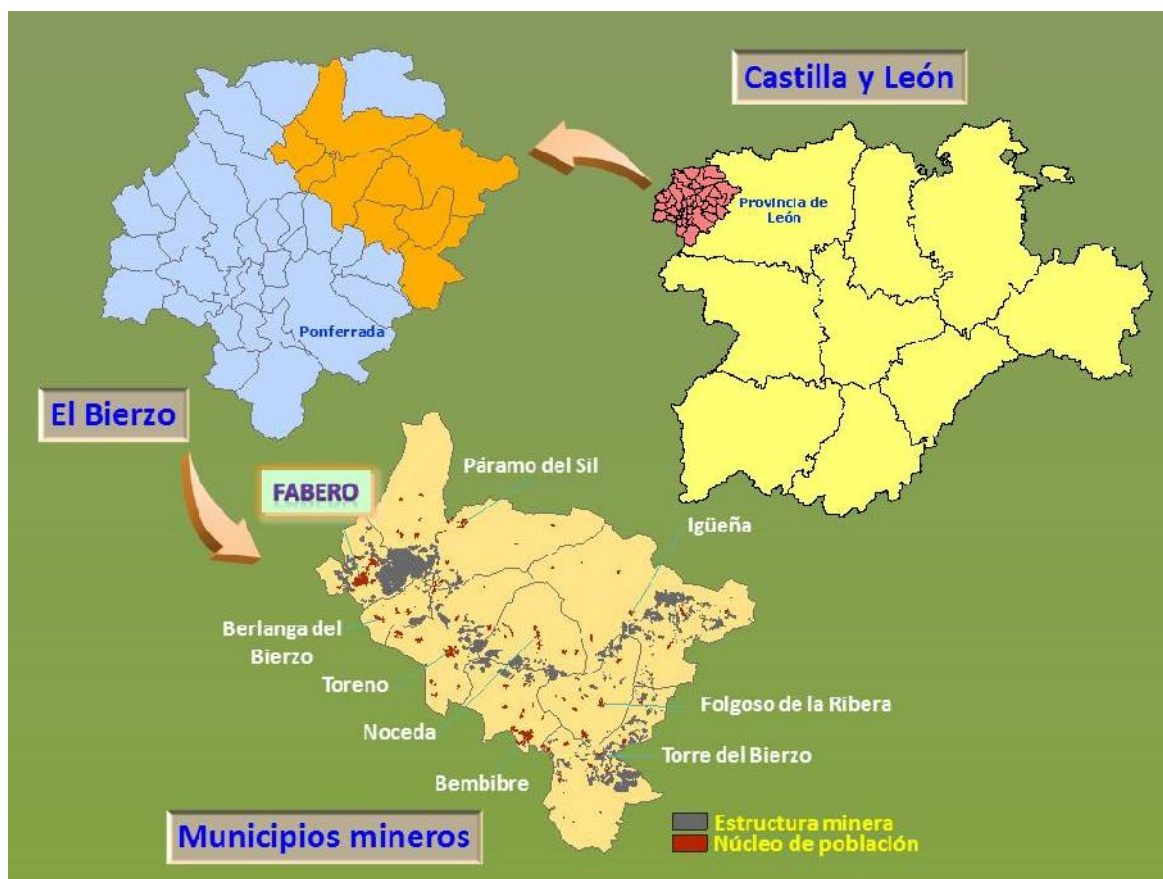 Castilla y León
Provincia de
León
Ponferrada
El Bierzo
FABERO
Páramo del Sil
Igüeña
Berlanga del
Bierzo
Toreno
Noceda
Folgoso de la Ribera
Bembibre
Torre del Bierzo
Municipios mineros
Estructura minera
Núcleo de población